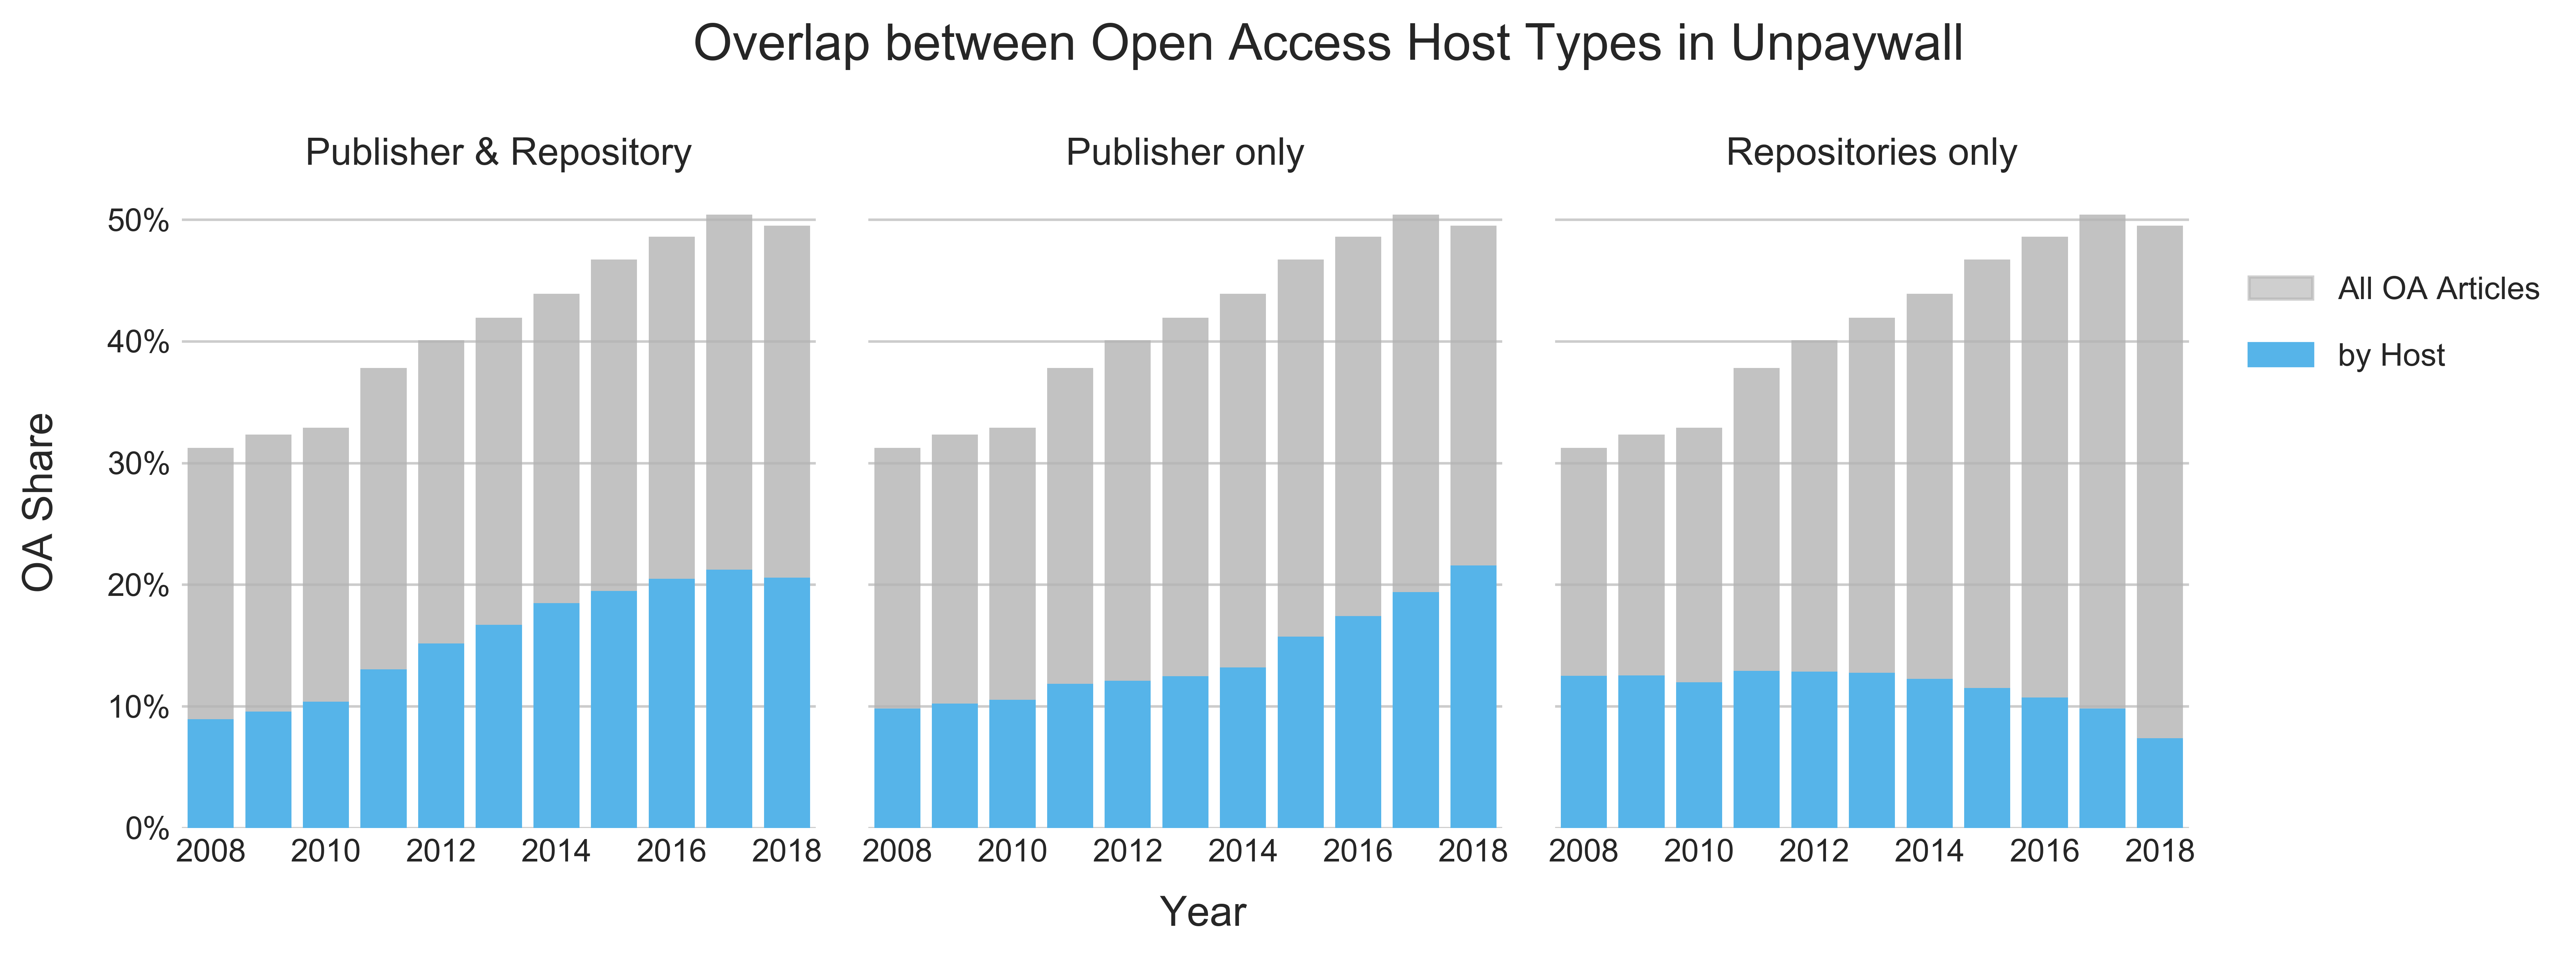 Overlap between Open Access Host Types in Unpaywall
Publisher & Repository
Publisher only
Repositories only
50%
40%
30%
20%
10%
0%
OA Share
2008 2010 2012 2014 2016 2018
2008 2010 2012 2014 2016 2018
2008 2010 2012 2014 2016 2018
Year
All OA Articles
by Host